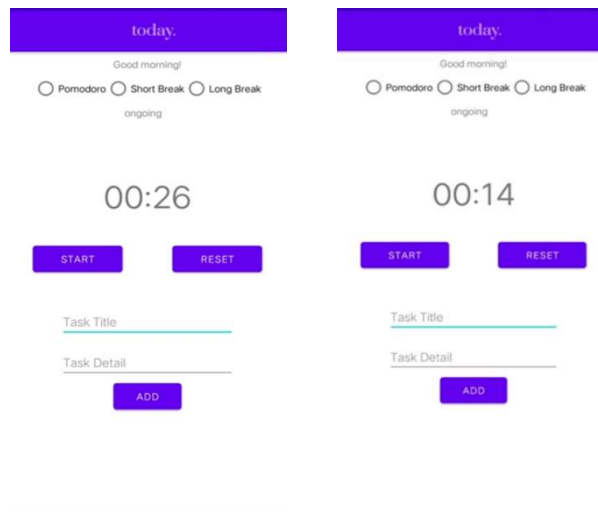 today.
Good morning!
Pomodoro Short Break Long Break
ongoing
00:26
START RESET
Task Title
Task Detail
ADD
today.
Good morning!
Pomodoro Short Break Long Break
ongoing
00:14
START RESET
Task Title
Task Detail
ADD